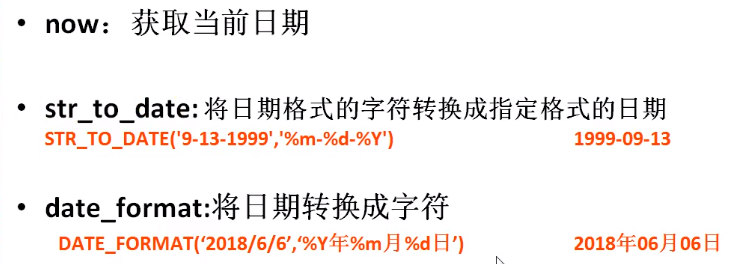 • now：获取当前日期
• str_to_date: 将日期格式的字符转换成指定格式的日期
STR_TO_DATE('9-13-1999','%m-%d-%Y') 1999-09-13
• date_format:将日期转换成字符
DATE_FORMAT(‘2018/6/6’,‘%Y年%m月%d日’) 2018年06月06日